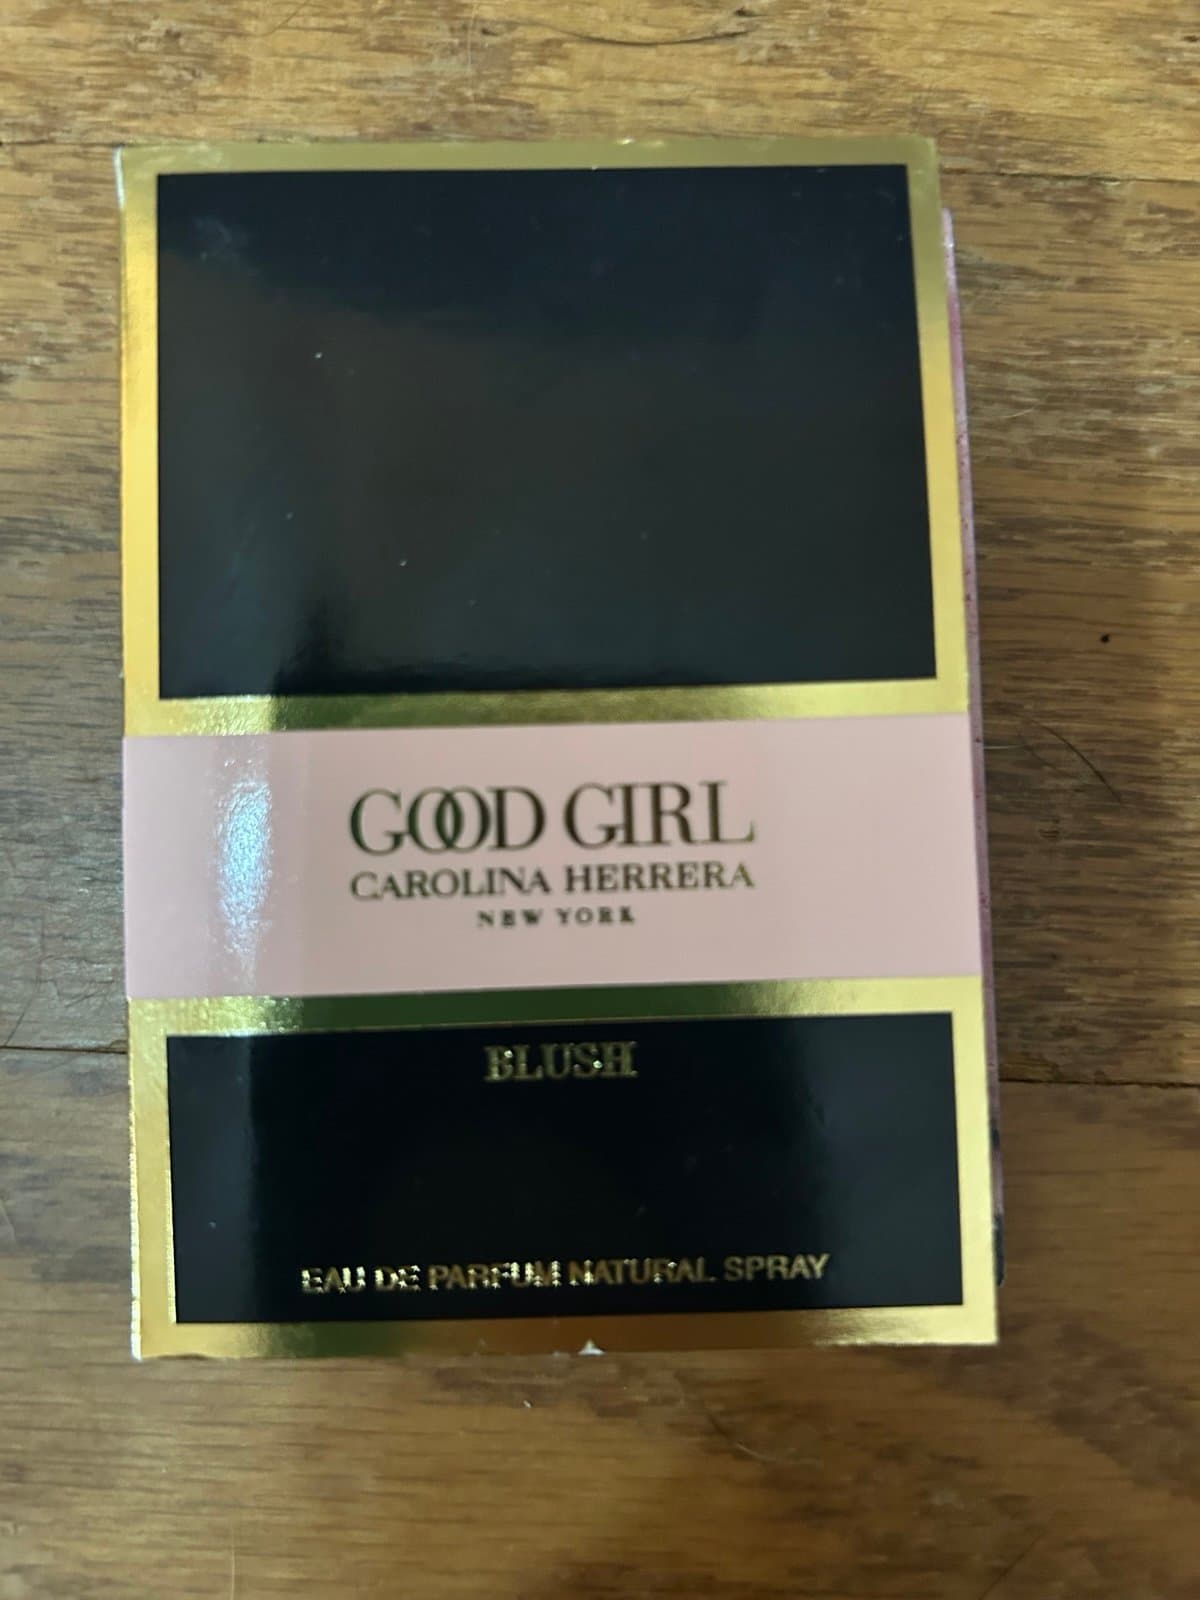 GOOD GIRL
CAROLINA HERRERA
NEW YORK
BLUSH
EAU DE PARFUM NATURAL SPRAY